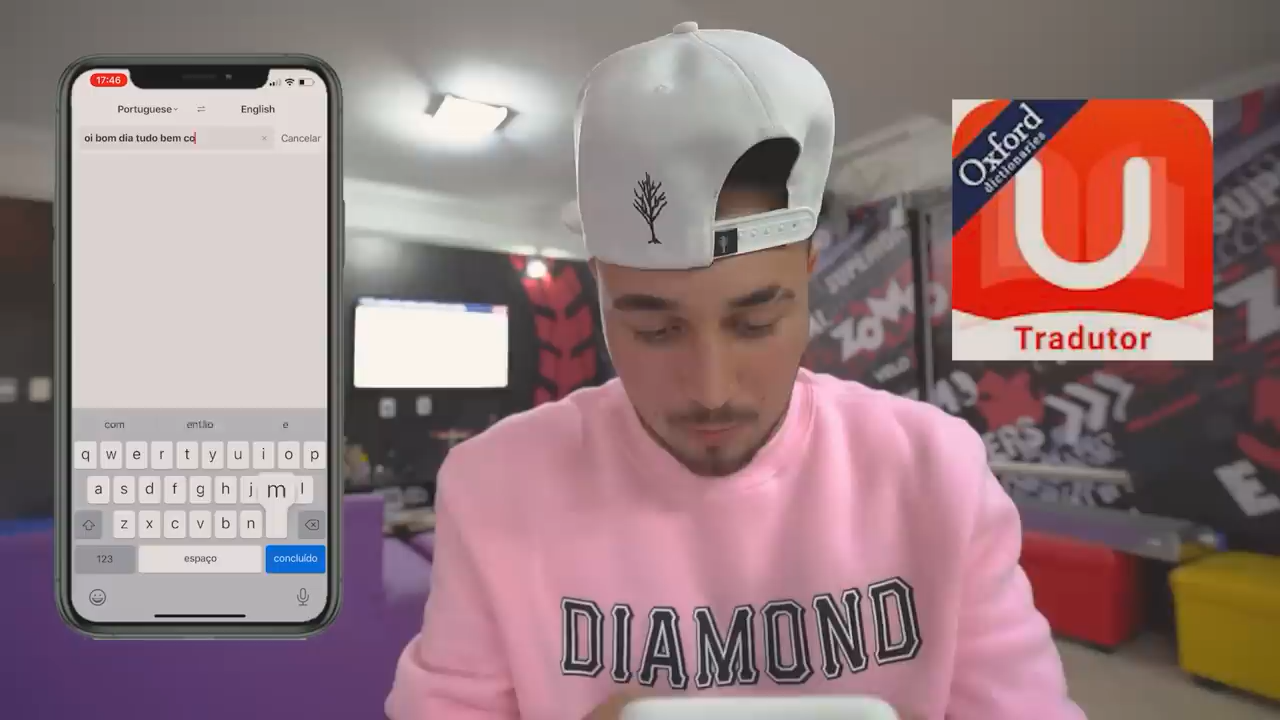 17:46
Portuguese
English
oi bom dia tudo bem co
Cancelar
com
então
e
q w e r t y u i o p
a s d f g h j l
m
z x c v b n
123
espaço
concluído
Oxford
dictionaries
U
Tradutor
DIAMOND
VELO